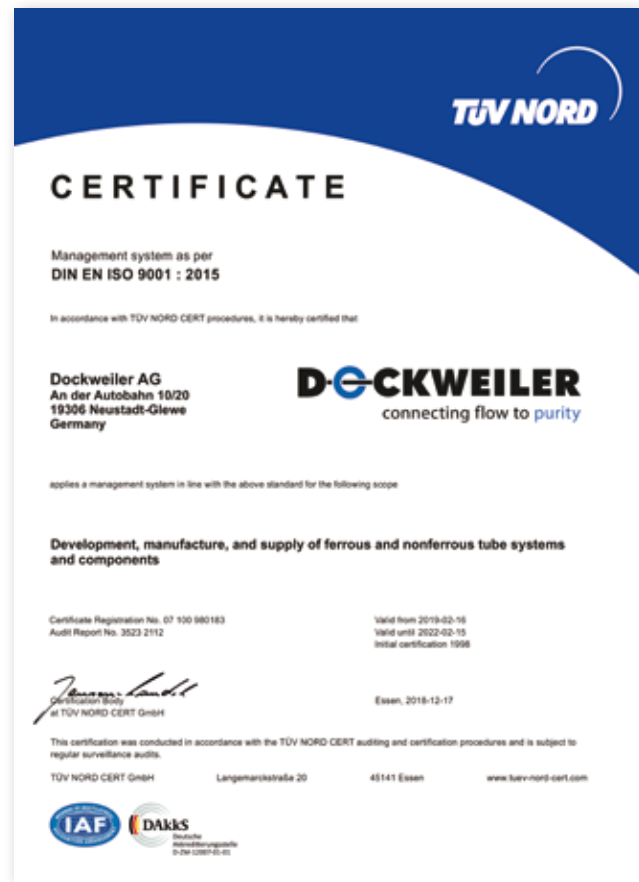 TÜV NORD
CERTIFICATE
Management system as per
DIN EN ISO 9001 : 2015
In accordance with TÜV NORD CERT procedures, it is hereby certified that
Dockweiler AG
An der Autobahn 10/20
19306 Neustadt-Glewe
Germany
DOCKWEILER
connecting flow to purity
applies a management system in line with the above standard for the following scope
Development, manufacture, and supply of ferrous and nonferrous tube systems
and components
Certificate Registration No. 07 100 980183
Audit Report No. 3523 2112
Valid from 2019-02-16
Valid until 2022-02-15
Initial certification 1998
Certification Body
at TÜV NORD CERT GmbH
Essen, 2018-12-17
This certification was conducted in accordance with the TÜV NORD CERT auditing and certification procedures and is subject to
regular surveillance audits.
TÜV NORD CERT GmbH Langemarckstraße 20 45141 Essen www.tuev-nord-cert.com
IAF
DAkkS
Deutsche
Akkreditierungsstelle
D-ZM-12007-01-01